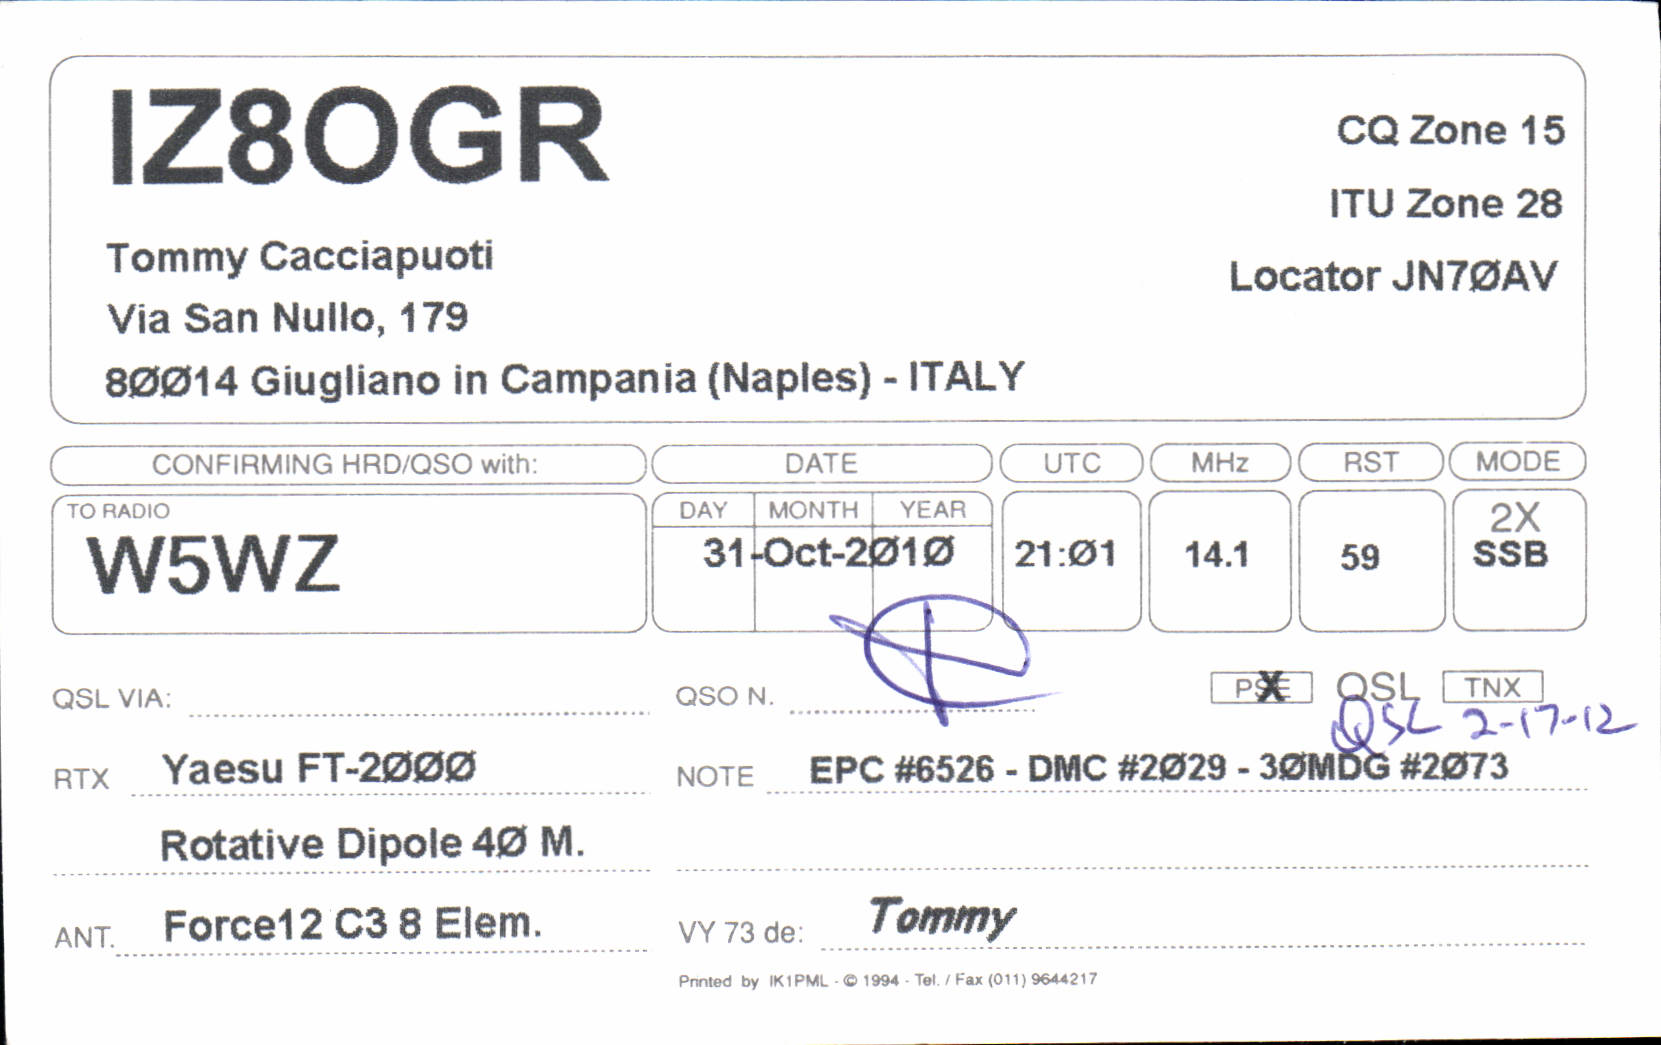 IZ8OGR
CQ Zone 15
ITU Zone 28
Locator JN7ØAV
Tommy Cacciapuoti
Via San Nullo, 179
8ØØ14 Giugliano in Campania (Naples) - ITALY
CONFIRMING HRD/QSO with: DATE UTC MHz RST MODE
TO RADIO DAY MONTH YEAR 2X
W5WZ 31-Oct-2Ø1Ø 21:Ø1 14.1 59 SSB
QSL VIA: QSO N. PSE X QSL TNX
QSL 2-17-12
RTX Yaesu FT-2ØØØ NOTE EPC #6526 - DMC #2Ø29 - 3ØMDG #2Ø73
Rotative Dipole 4Ø M.
ANT. Force12 C3 8 Elem. VY 73 de: Tommy
Printed by IK1PML - © 1994 - Tel. / Fax (011) 9644217